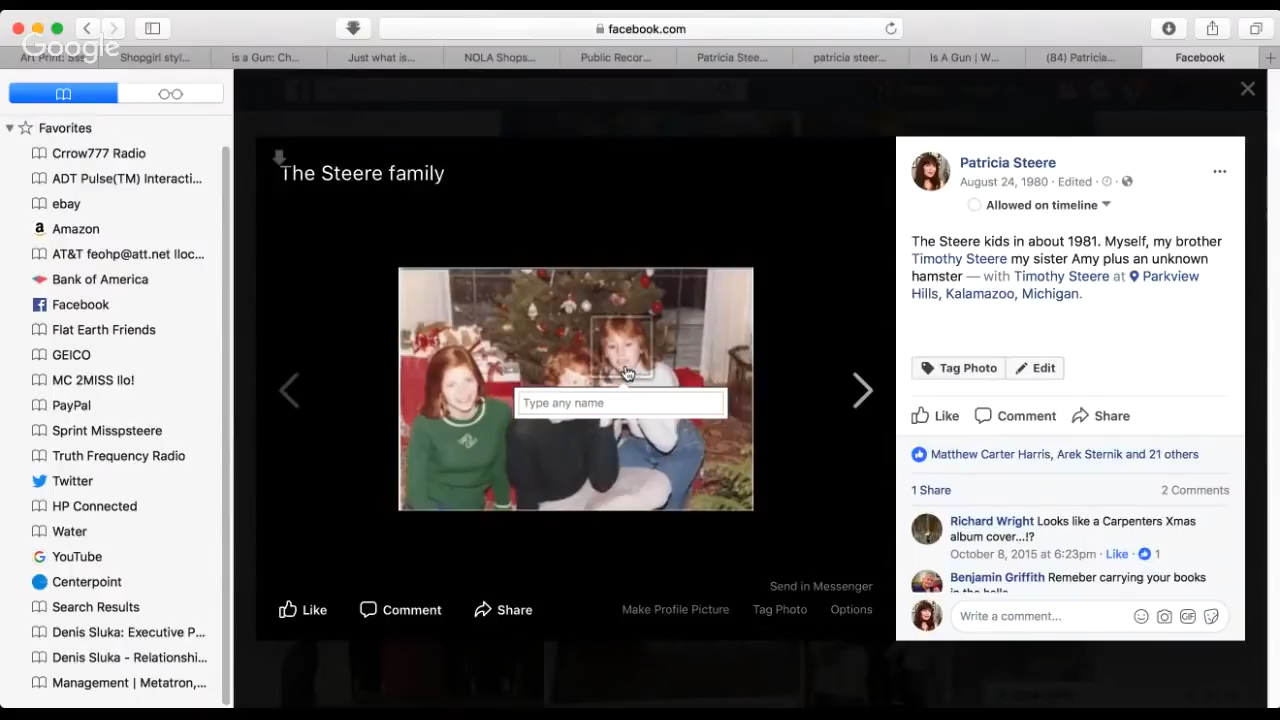 facebook.com
Google
Art Print: Sse
Shopgirl styl...
is a Gun: Ch...
Just what is...
NOLA Shops...
Public Recor...
Patricia Stee...
patricia steer...
Is A Gun | W...
(84) Patricia...
Facebook
Favorites
Crrow777 Radio
ADT Pulse(TM) Interacti...
ebay
Amazon
AT&T feohp@att.net lloc...
Bank of America
Facebook
Flat Earth Friends
GEICO
MC 2MISS llo!
PayPal
Sprint Misspsteere
Truth Frequency Radio
Twitter
HP Connected
Water
YouTube
Centerpoint
Search Results
Denis Sluka: Executive P...
Denis Sluka - Relationshi...
Management | Metatron,...
The Steere family
Type any name
Send in Messenger
Like Comment Share
Make Profile Picture Tag Photo Options
Patricia Steere
August 24, 1980 · Edited ·
Allowed on timeline
The Steere kids in about 1981. Myself, my brother
Timothy Steere my sister Amy plus an unknown
hamster — with Timothy Steere at Parkview
Hills, Kalamazoo, Michigan.
Tag Photo Edit
Like Comment Share
Matthew Carter Harris, Arek Sternik and 21 others
1 Share 2 Comments
Richard Wright Looks like a Carpenters Xmas
album cover...!?
October 8, 2015 at 6:23pm · Like · 1
Benjamin Griffith Remeber carrying your books
in the halls
Write a comment...
GIF